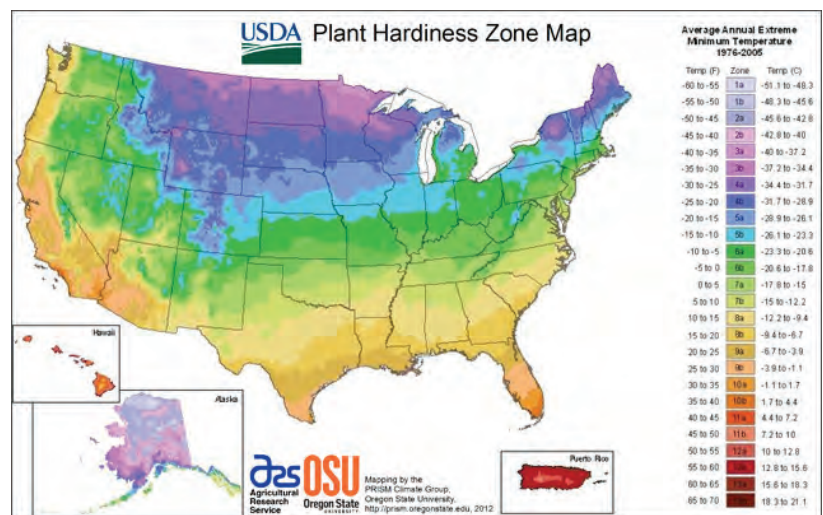 USDA Plant Hardiness Zone Map
Average Annual Extreme
Minimum Temperature
1976-2005
Temp (F) Zone Temp (C)
-60 to -55 1a -51.1 to -48.3
-55 to -50 1b -48.3 to -45.6
-50 to -45 2a -45.6 to -42.8
-45 to -40 2b -42.8 to -40
-40 to -35 3a -40 to -37.2
-35 to -30 3b -37.2 to -34.4
-30 to -25 4a -34.4 to -31.7
-25 to -20 4b -31.7 to -28.9
-20 to -15 5a -28.9 to -26.1
-15 to -10 5b -26.1 to -23.3
-10 to -5 6a -23.3 to -20.6
-5 to 0 6b -20.6 to -17.8
0 to 5 7a -17.8 to -15
5 to 10 7b -15 to -12.2
10 to 15 8a -12.2 to -9.4
15 to 20 8b -9.4 to -6.7
20 to 25 9a -6.7 to -3.9
25 to 30 9b -3.9 to -1.1
30 to 35 10a -1.1 to 1.7
35 to 40 10b 1.7 to 4.4
40 to 45 11a 4.4 to 7.2
45 to 50 11b 7.2 to 10
50 to 55 12a 10 to 12.8
55 to 60 12.8 to 15.6
60 to 65 15.6 to 18.3
65 to 70 18.3 to 21.1
Hawaii
Alaska
Puerto Rico
ars
Agricultural
Research
Service
OSU
Oregon State
UNIVERSITY
Mapping by the
PRISM Climate Group,
Oregon State University,
http://prism.oregonstate.edu, 2012